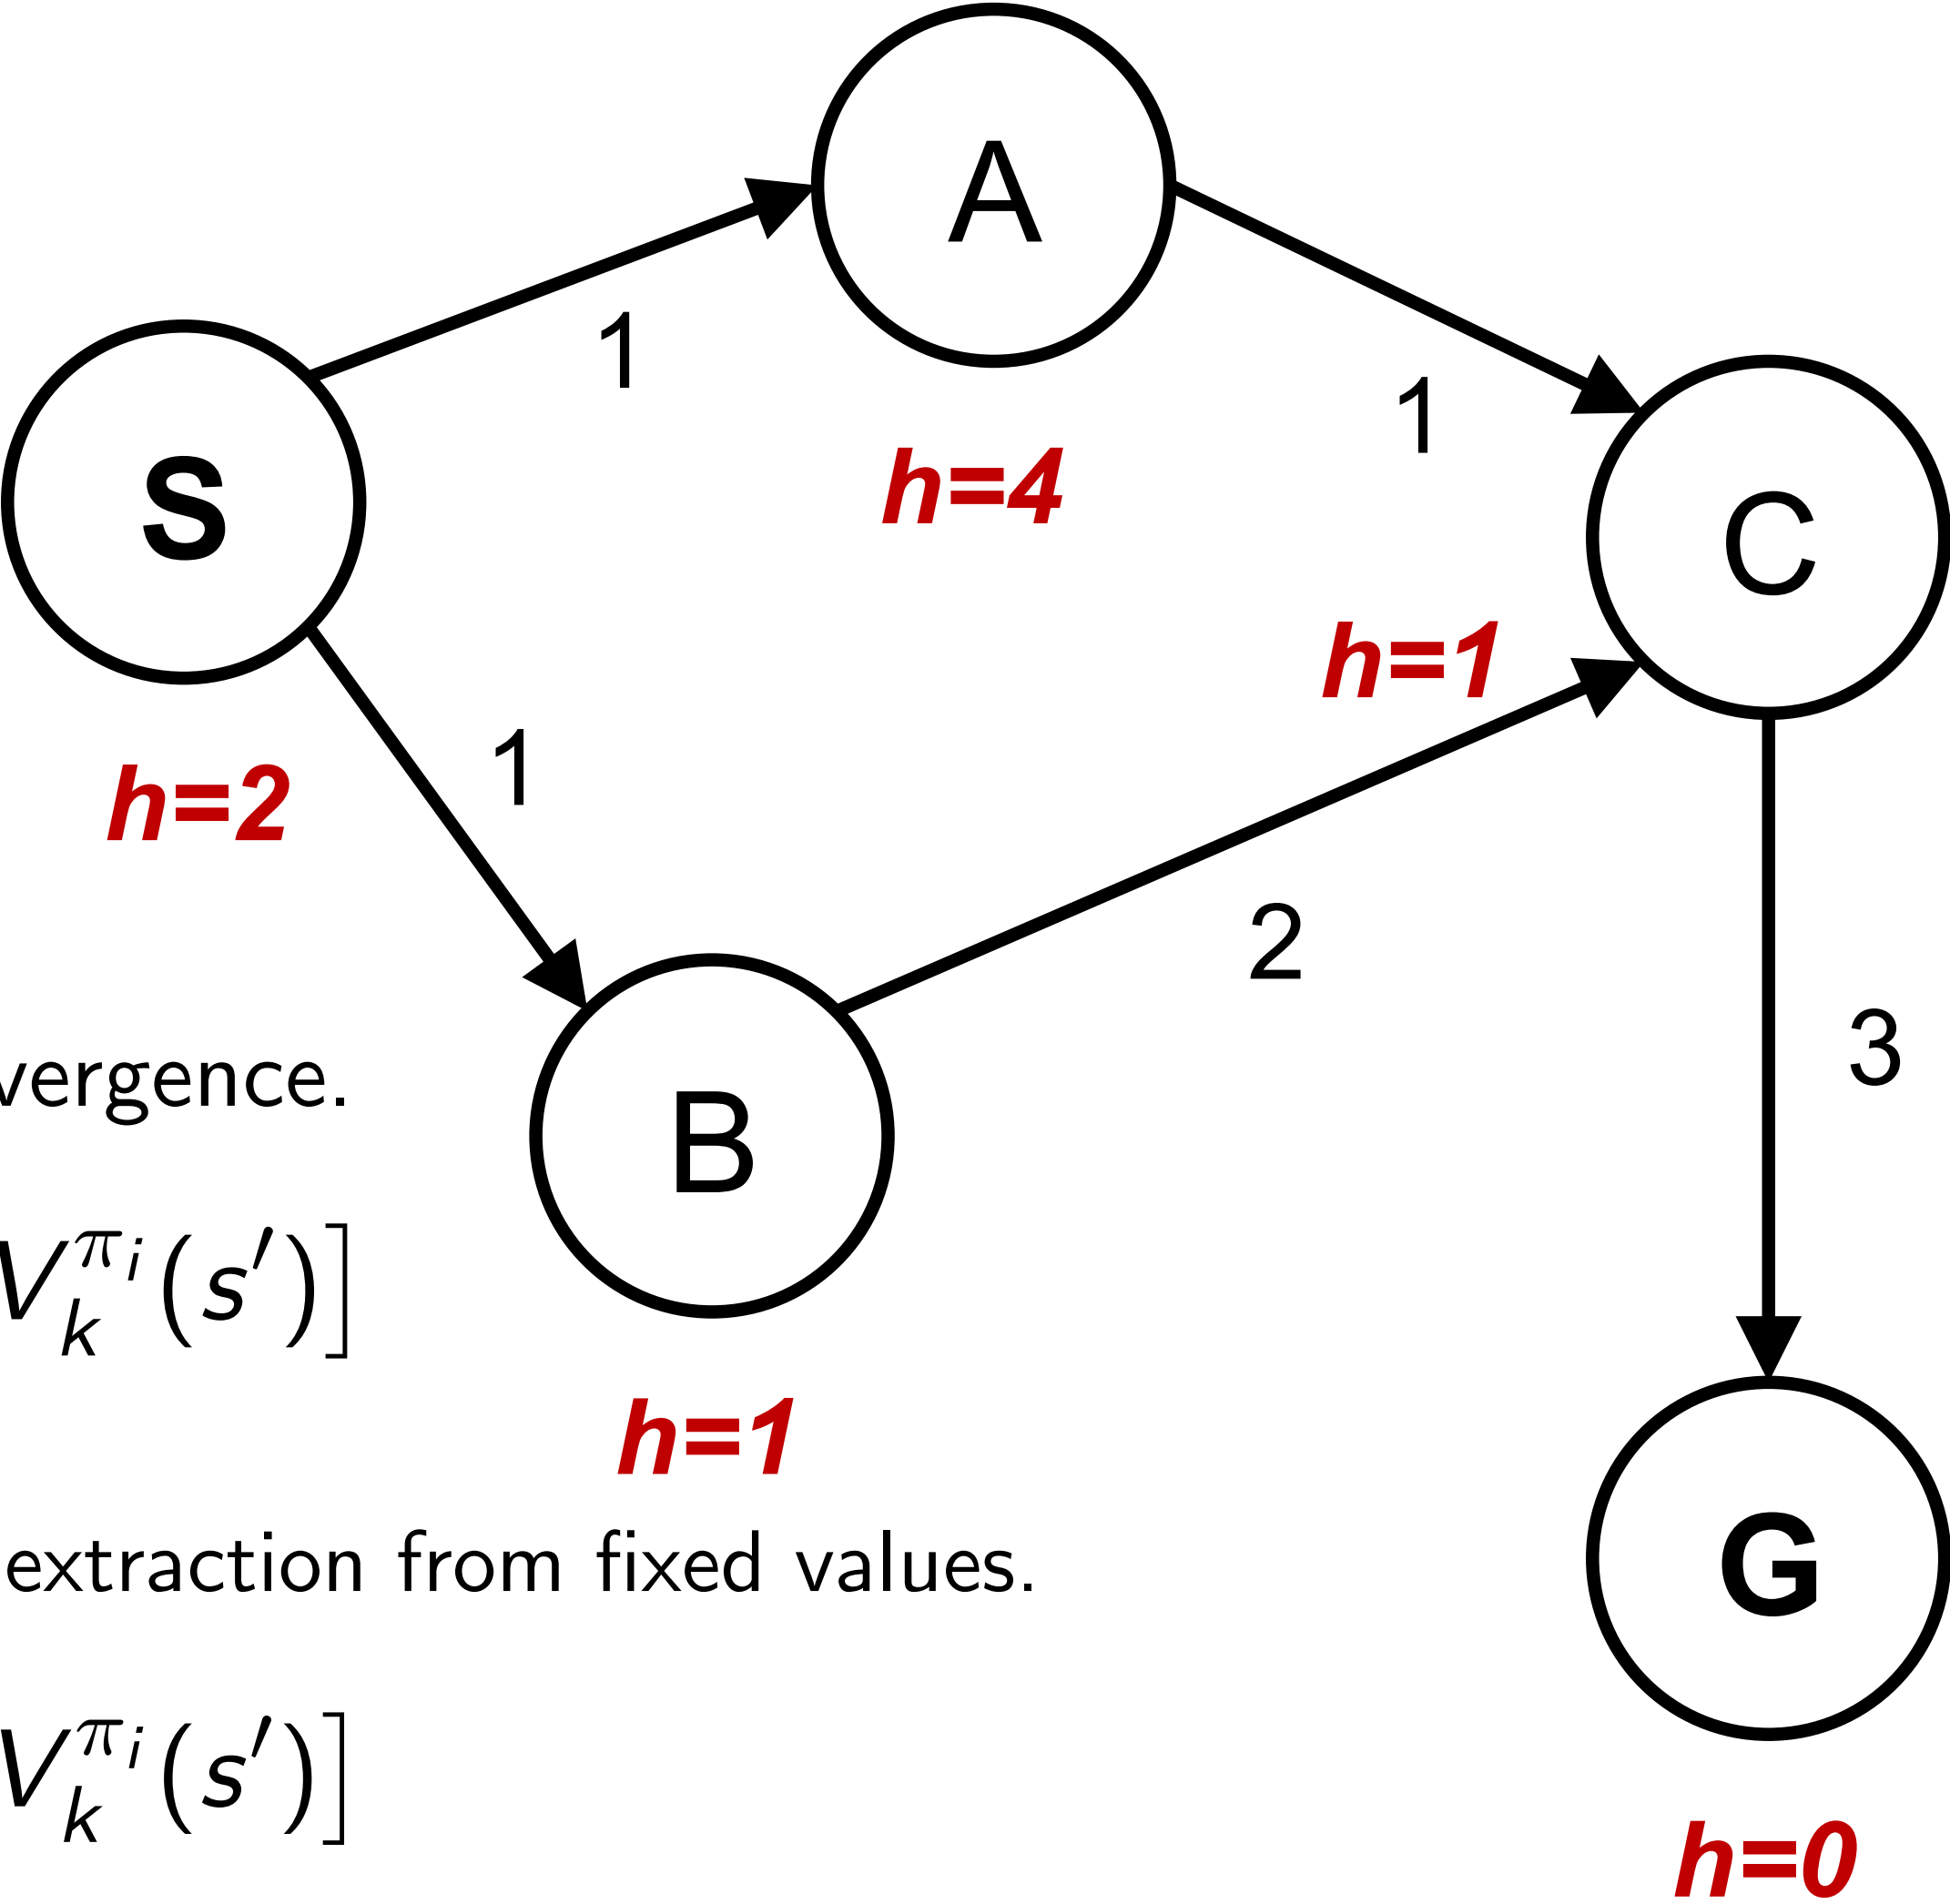 A
1
1
S
h=4
C
h=1
h=2
1
2
3
vergence.
B
V_k^{π_i}(s′)]
h=1
extraction from fixed values.
G
V_k^{π_i}(s′)]
h=0